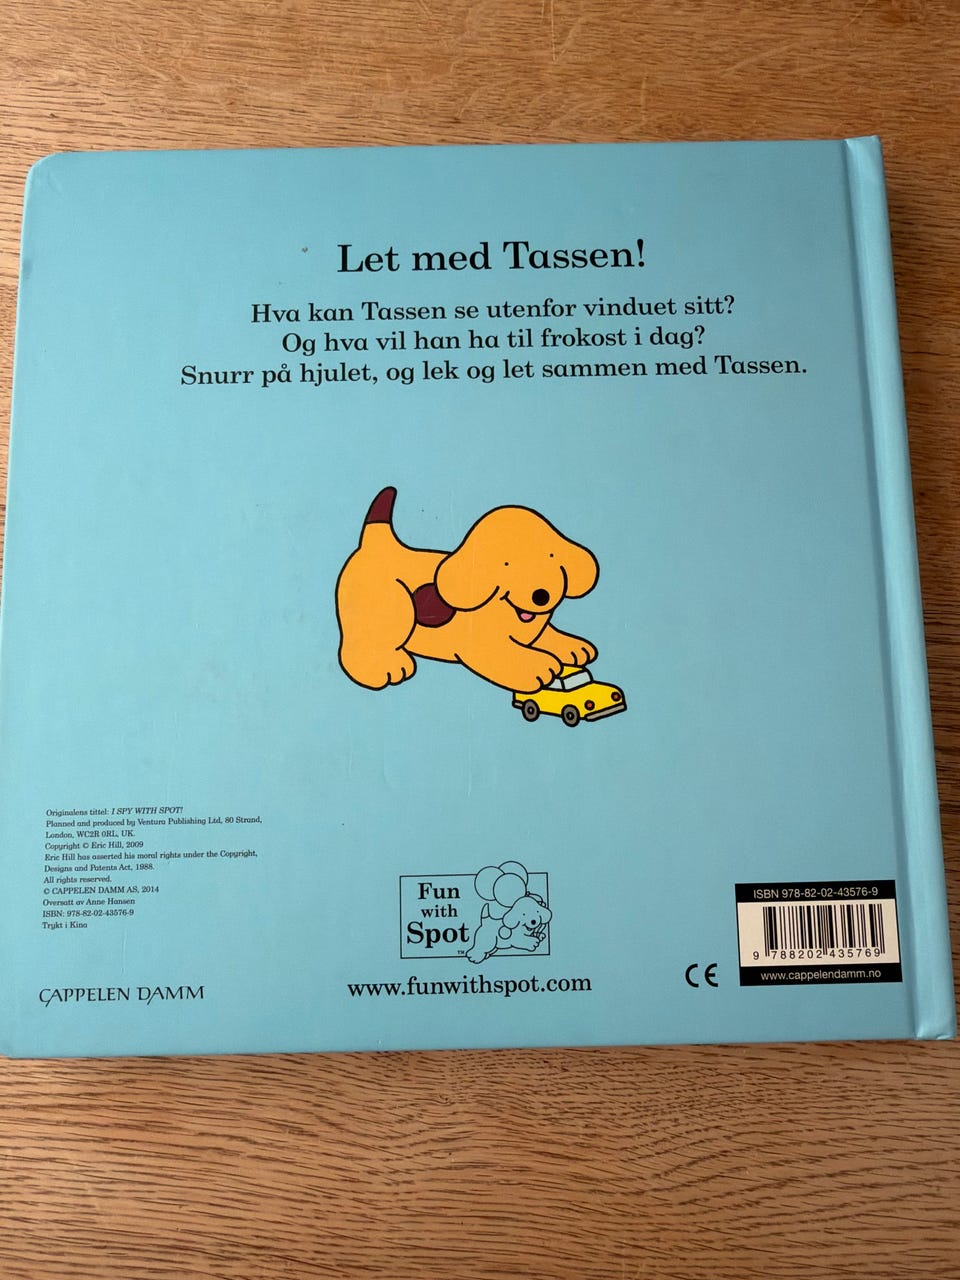 Let med Tassen!
Hva kan Tassen se utenfor vinduet sitt?
Og hva vil han ha til frokost i dag?
Snurr på hjulet, og lek og let sammen med Tassen.
Originalens tittel: I SPY WITH SPOT!
Planned and produced by Ventura Publishing Ltd, 80 Strand,
London, WC2R 0RL, UK.
Copyright © Eric Hill, 2009
Eric Hill has asserted his moral rights under the Copyright,
Designs and Patents Act, 1988.
All rights reserved.
© CAPPELEN DAMM AS, 2014
Oversatt av Anne Hansen
ISBN: 978-82-02-43576-9
Trykt i Kina
CAPPELEN DAMM
Fun
with
Spot™
www.funwithspot.com
CE
ISBN 978-82-02-43576-9
9 788202 435769
www.cappelendamm.no